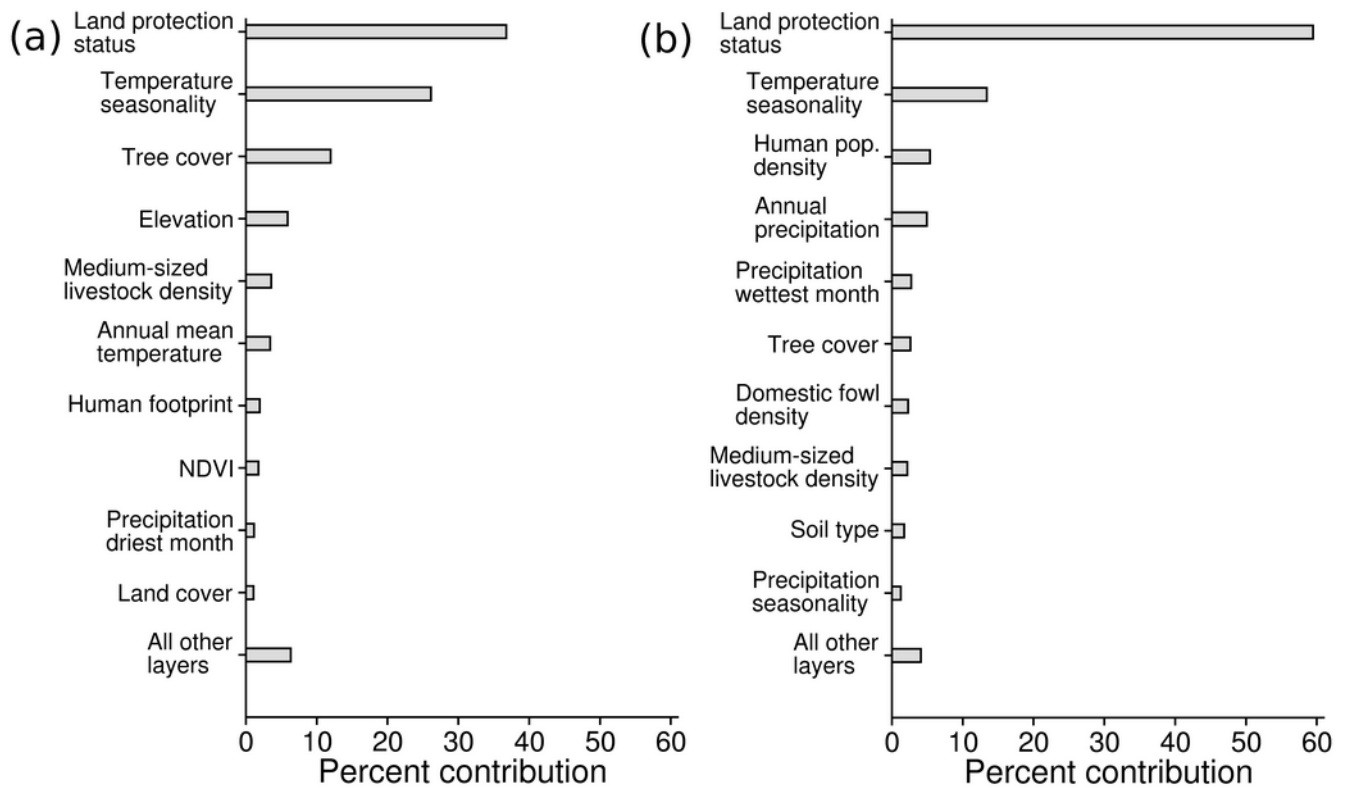 (a)
Land protection
status
Temperature
seasonality
Tree cover
Elevation
Medium-sized
livestock density
Annual mean
temperature
Human footprint
NDVI
Precipitation
driest month
Land cover
All other
layers
0 10 20 30 40 50 60
Percent contribution
(b)
Land protection
status
Temperature
seasonality
Human pop.
density
Annual
precipitation
Precipitation
wettest month
Tree cover
Domestic fowl
density
Medium-sized
livestock density
Soil type
Precipitation
seasonality
All other
layers
0 10 20 30 40 50 60
Percent contribution